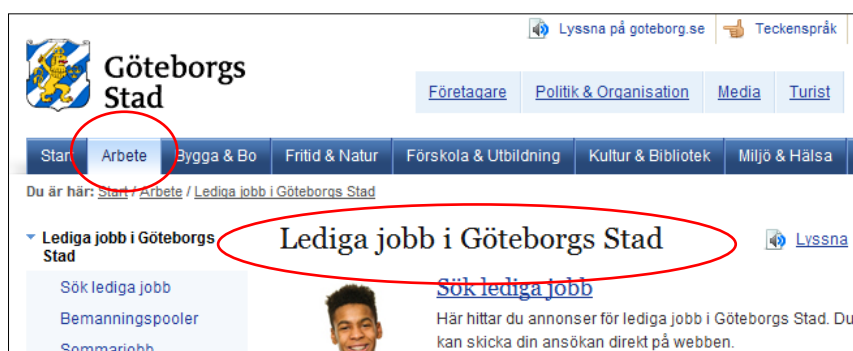 Lyssna på goteborg.se
Teckenspråk
Göteborgs
Stad
Företagare Politik & Organisation Media Turist
Start Arbete Bygga & Bo Fritid & Natur Förskola & Utbildning Kultur & Bibliotek Miljö & Hälsa
Du är här: Start / Arbete / Lediga jobb i Göteborgs Stad
Lediga jobb i Göteborgs
Stad
Sök lediga jobb
Bemanningspooler
Sommarjobb
Lediga jobb i Göteborgs Stad
Lyssna
Sök lediga jobb
Här hittar du annonser för lediga jobb i Göteborgs Stad. Du
kan skicka din ansökan direkt på webben.